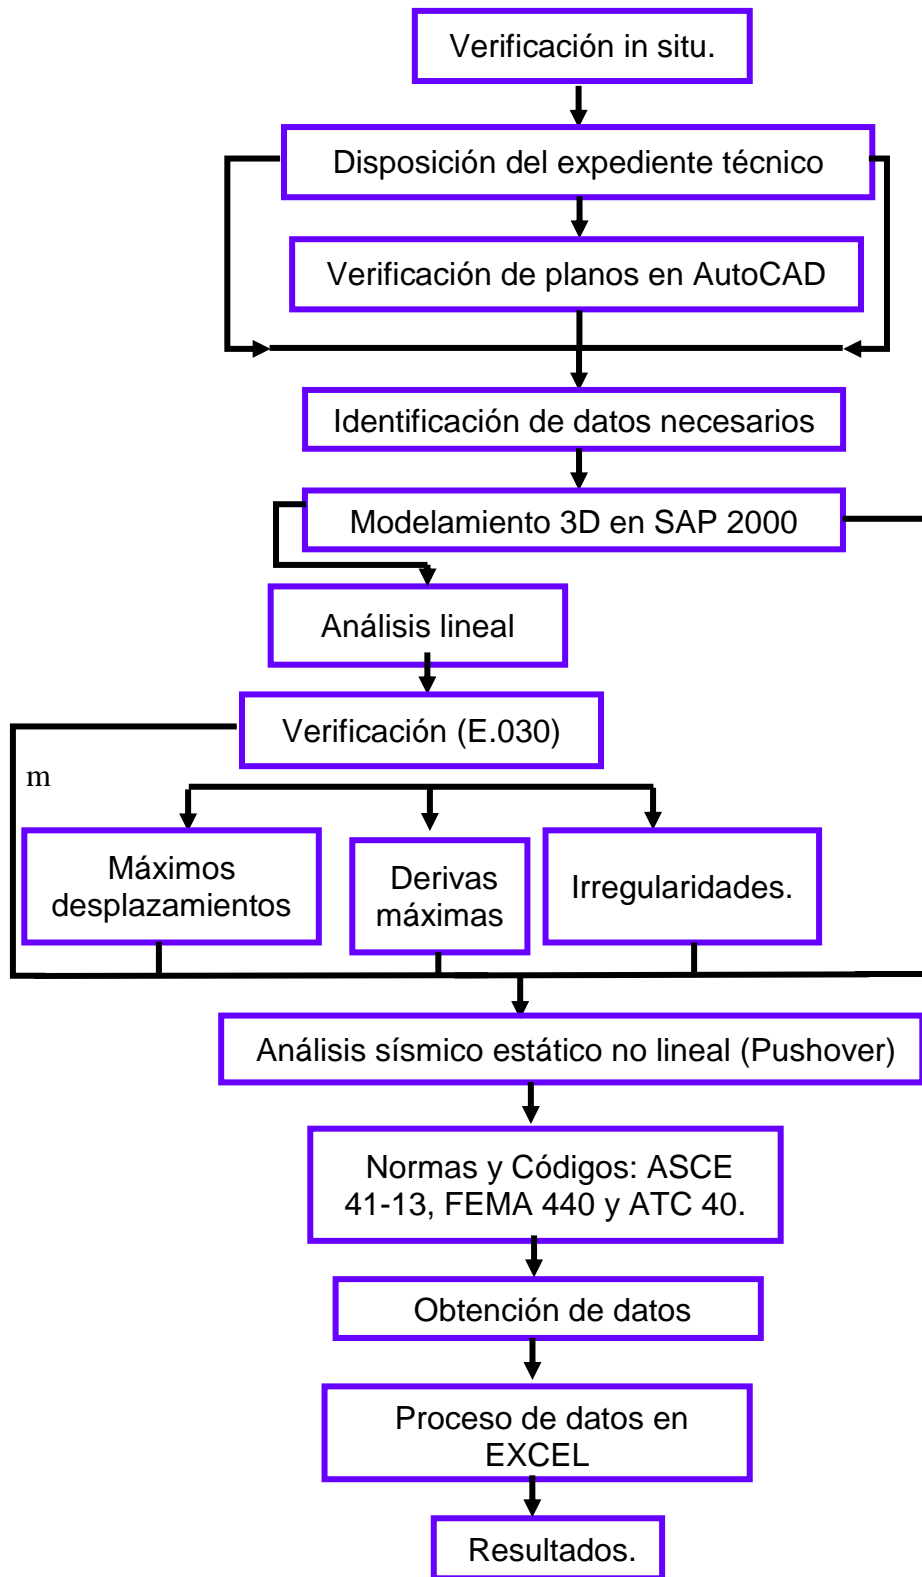 Verificación in situ.
Disposición del expediente técnico
Verificación de planos en AutoCAD
Identificación de datos necesarios
Modelamiento 3D en SAP 2000
Análisis lineal
Verificación (E.030)
m
Máximos
desplazamientos
Derivas
máximas
Irregularidades.
Análisis sísmico estático no lineal (Pushover)
Normas y Códigos: ASCE
41-13, FEMA 440 y ATC 40.
Obtención de datos
Proceso de datos en
EXCEL
Resultados.